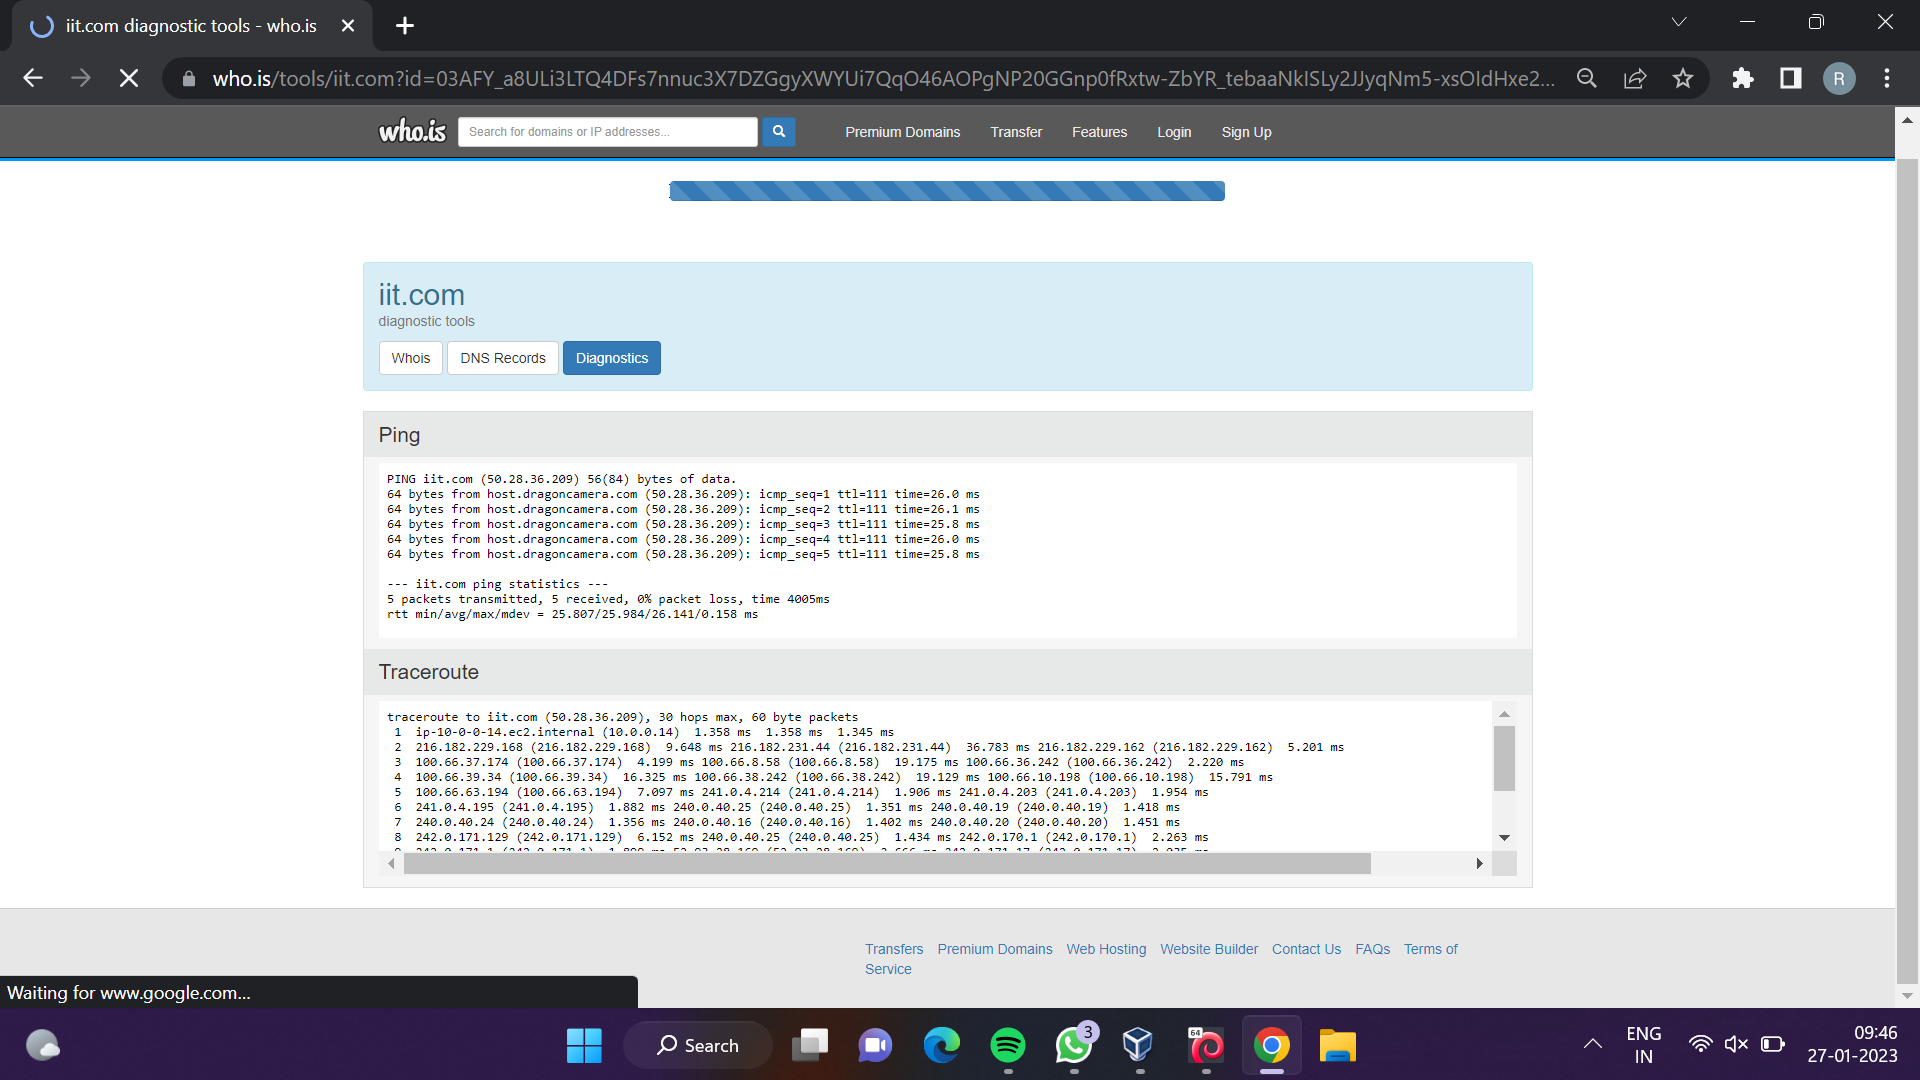 iit.com diagnostic tools - who.is
who.is/tools/iit.com?id=03AFY_a8ULi3LTQ4DFs7nnuc3X7DZGgyXWYUi7QqO46AOPgNP20GGnp0fRxtw-ZbYR_tebaaNkISLy2JJyqNm5-xsOIdHxe2...
R
who.is
Search for domains or IP addresses...
Premium Domains
Transfer
Features
Login
Sign Up
iit.com
diagnostic tools
Whois
DNS Records
Diagnostics
Ping
PING iit.com (50.28.36.209) 56(84) bytes of data.
64 bytes from host.dragoncamera.com (50.28.36.209): icmp_seq=1 ttl=111 time=26.0 ms
64 bytes from host.dragoncamera.com (50.28.36.209): icmp_seq=2 ttl=111 time=26.1 ms
64 bytes from host.dragoncamera.com (50.28.36.209): icmp_seq=3 ttl=111 time=25.8 ms
64 bytes from host.dragoncamera.com (50.28.36.209): icmp_seq=4 ttl=111 time=26.0 ms
64 bytes from host.dragoncamera.com (50.28.36.209): icmp_seq=5 ttl=111 time=25.8 ms
--- iit.com ping statistics ---
5 packets transmitted, 5 received, 0% packet loss, time 4005ms
rtt min/avg/max/mdev = 25.807/25.984/26.141/0.158 ms
Traceroute
traceroute to iit.com (50.28.36.209), 30 hops max, 60 byte packets
1 ip-10-0-0-14.ec2.internal (10.0.0.14) 1.358 ms 1.358 ms 1.345 ms
2 216.182.229.168 (216.182.229.168) 9.648 ms 216.182.231.44 (216.182.231.44) 36.783 ms 216.182.229.162 (216.182.229.162) 5.201 ms
3 100.66.37.174 (100.66.37.174) 4.199 ms 100.66.8.58 (100.66.8.58) 19.175 ms 100.66.36.242 (100.66.36.242) 2.220 ms
4 100.66.39.34 (100.66.39.34) 16.325 ms 100.66.38.242 (100.66.38.242) 19.129 ms 100.66.10.198 (100.66.10.198) 15.791 ms
5 100.66.63.194 (100.66.63.194) 7.097 ms 241.0.4.214 (241.0.4.214) 1.906 ms 241.0.4.203 (241.0.4.203) 1.954 ms
6 241.0.4.195 (241.0.4.195) 1.882 ms 240.0.40.25 (240.0.40.25) 1.351 ms 240.0.40.19 (240.0.40.19) 1.418 ms
7 240.0.40.24 (240.0.40.24) 1.356 ms 240.0.40.16 (240.0.40.16) 1.402 ms 240.0.40.20 (240.0.40.20) 1.451 ms
8 242.0.171.129 (242.0.171.129) 6.152 ms 240.0.40.25 (240.0.40.25) 1.434 ms 242.0.170.1 (242.0.170.1) 2.263 ms
Transfers
Premium Domains
Web Hosting
Website Builder
Contact Us
FAQs
Terms of
Service
Waiting for www.google.com...
Search
3
64
ENG
IN
09:46
27-01-2023